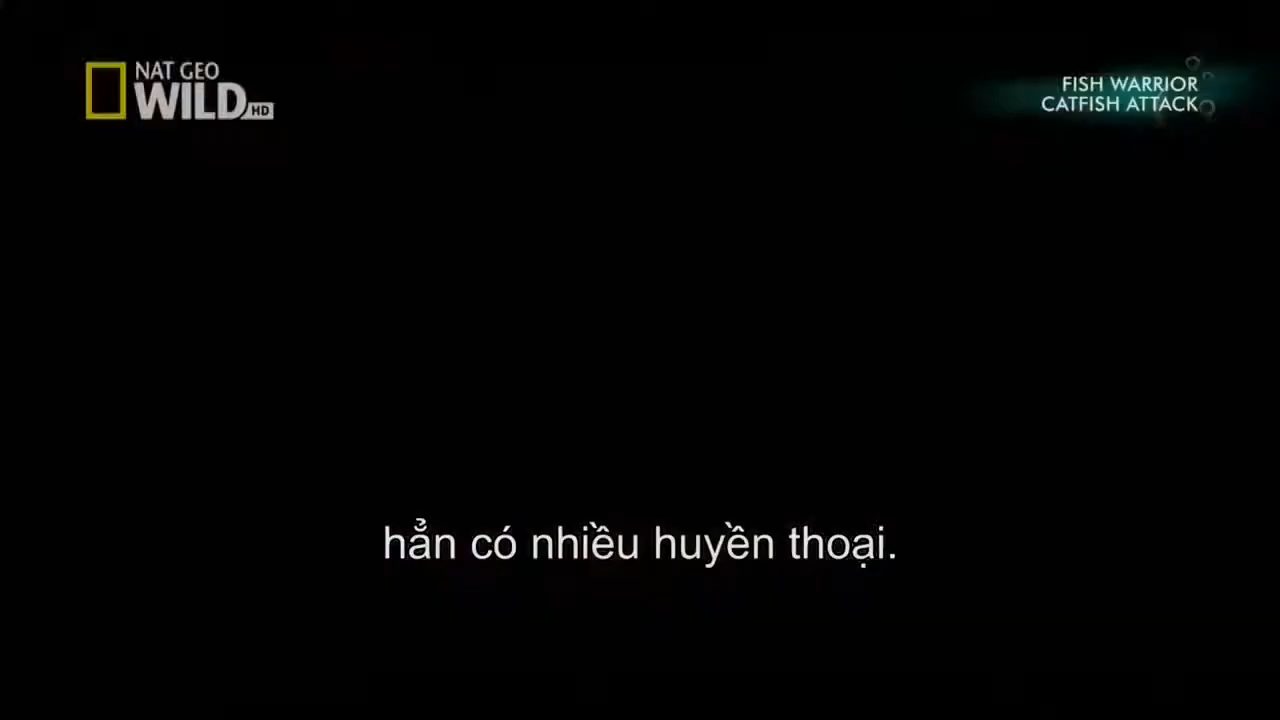 NAT GEO
WILD HD
FISH WARRIOR
CATFISH ATTACK
hẳn có nhiều huyền thoại.